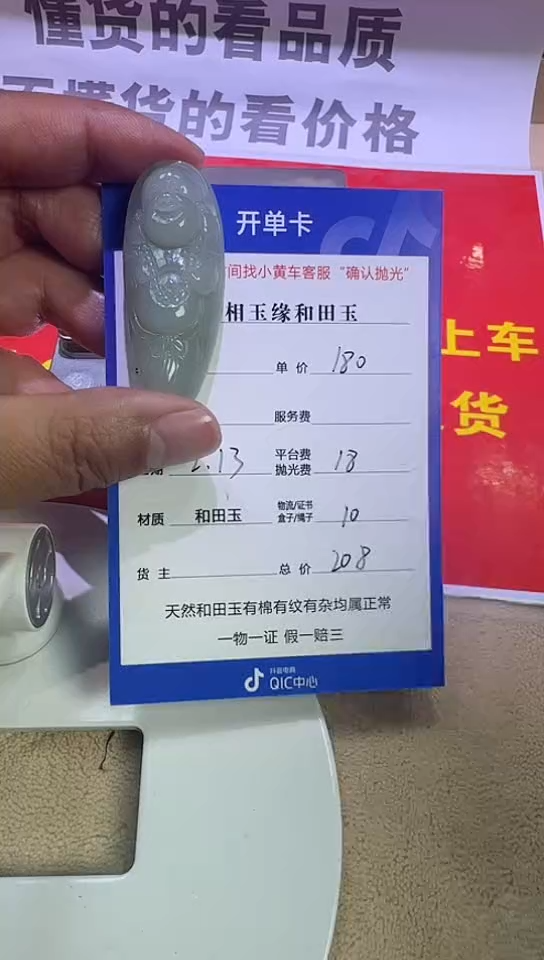 懂货的看品质
不懂货的看价格
开单卡
间找小黄车客服“确认抛光”
相玉缘和田玉
: 单价 180
服务费
2.13 平台费 抛光费 18
材质 和田玉 物流/证书 盒子/绳子 10
货主 总价 208
天然和田玉有棉有纹有杂均属正常
一物一证 假一赔三
抖音电商
QIC中心
上车
货